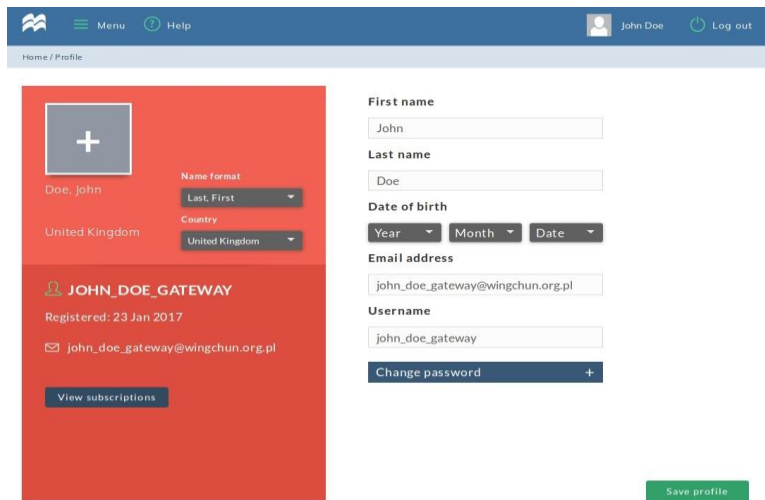 Menu
Help
John Doe
Log out
Home / Profile
Doe, John
Name format
Last, First
Country
United Kingdom
United Kingdom
JOHN_DOE_GATEWAY
Registered: 23 Jan 2017
john_doe_gateway@wingchun.org.pl
View subscriptions
First name
John
Last name
Doe
Date of birth
Year Month Date
Email address
john_doe_gateway@wingchun.org.pl
Username
john_doe_gateway
Change password +
Save profile